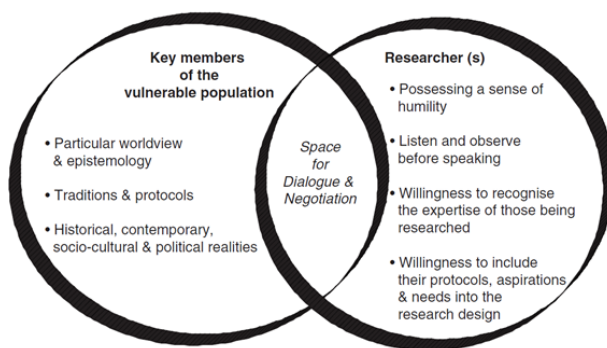 Key members
of the
vulnerable population
• Particular worldview
& epistemology
• Traditions & protocols
• Historical, contemporary,
socio-cultural & political realities
Space
for
Dialogue &
Negotiation
Researcher (s)
• Possessing a sense of
humility
• Listen and observe
before speaking
• Willingness to recognise
the expertise of those being
researched
• Willingness to include
their protocols, aspirations
& needs into the
research design